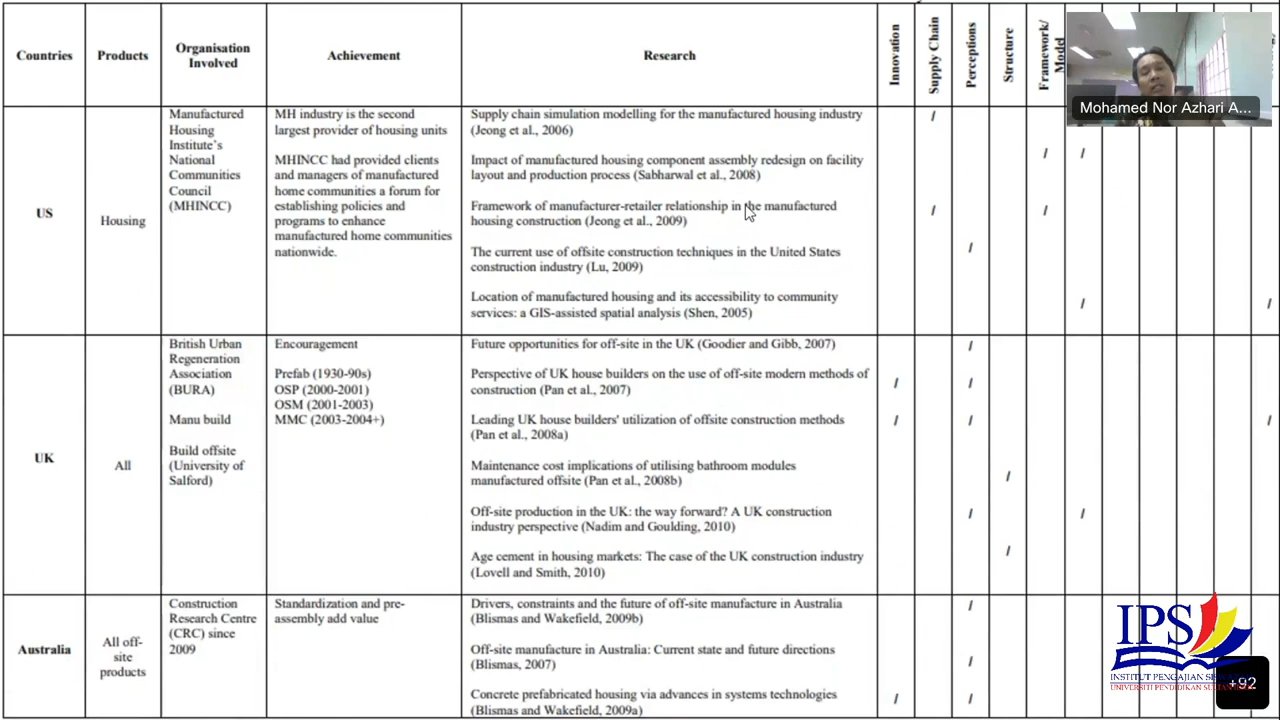 Countries
Products
Organisation
Involved
Achievement
Research
Innovation
Supply Chain
Perceptions
Structure
Framework/
Model
Mohamed Nor Azhari A...
US
Housing
Manufactured
Housing
Institute's
National
Communities
Council
(MHINCC)
MH industry is the second
largest provider of housing units
MHINCC had provided clients
and managers of manufactured
home communities a forum for
establishing policies and
programs to enhance
manufactured home communities
nationwide.
Supply chain simulation modelling for the manufactured housing industry
(Jeong et al., 2006)
/
Impact of manufactured housing component assembly redesign on facility
layout and production process (Sabharwal et al., 2008)
/ /
Framework of manufacturer-retailer relationship in the manufactured
housing construction (Jeong et al., 2009)
/ /
The current use of offsite construction techniques in the United States
construction industry (Lu, 2009)
/
Location of manufactured housing and its accessibility to community
services: a GIS-assisted spatial analysis (Shen, 2005)
/ /
UK
All
British Urban
Regeneration
Association
(BURA)
Manu build
Build offsite
(University of
Salford)
Encouragement
Prefab (1930-90s)
OSP (2000-2001)
OSM (2001-2003)
MMC (2003-2004+)
Future opportunities for off-site in the UK (Goodier and Gibb, 2007)
/
Perspective of UK house builders on the use of off-site modern methods of
construction (Pan et al., 2007)
/ /
Leading UK house builders' utilization of offsite construction methods
(Pan et al., 2008a)
/ / /
Maintenance cost implications of utilising bathroom modules
manufactured offsite (Pan et al., 2008b)
/
Off-site production in the UK: the way forward? A UK construction
industry perspective (Nadim and Goulding, 2010)
/ /
Age cement in housing markets: The case of the UK construction industry
(Lovell and Smith, 2010)
/
Australia
All off-
site
products
Construction
Research Centre
(CRC) since
2009
Standardization and pre-
assembly add value
Drivers, constraints and the future of off-site manufacture in Australia
(Blismas and Wakefield, 2009b)
/
Off-site manufacture in Australia: Current state and future directions
(Blismas, 2007)
/
Concrete prefabricated housing via advances in systems technologies
(Blismas and Wakefield, 2009a)
/ /
IPS
INSTITUT PENGAJIAN
UNIVERSITI PENDIDIKAN SULTAN
+92